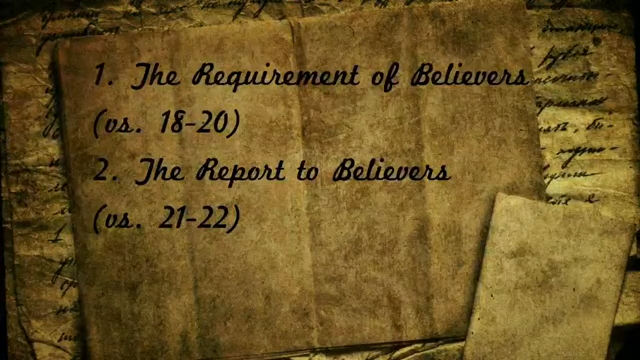 1. The Requirement of Believers
(vs. 18-20)
2. The Report to Believers
(vs. 21-22)